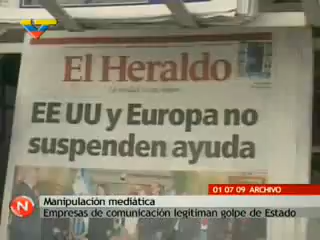 El Heraldo
EE UU y Europa no
suspenden ayuda
01 07 09 ARCHIVO
Manipulación mediática
Empresas de comunicación legitiman golpe de Estado
N